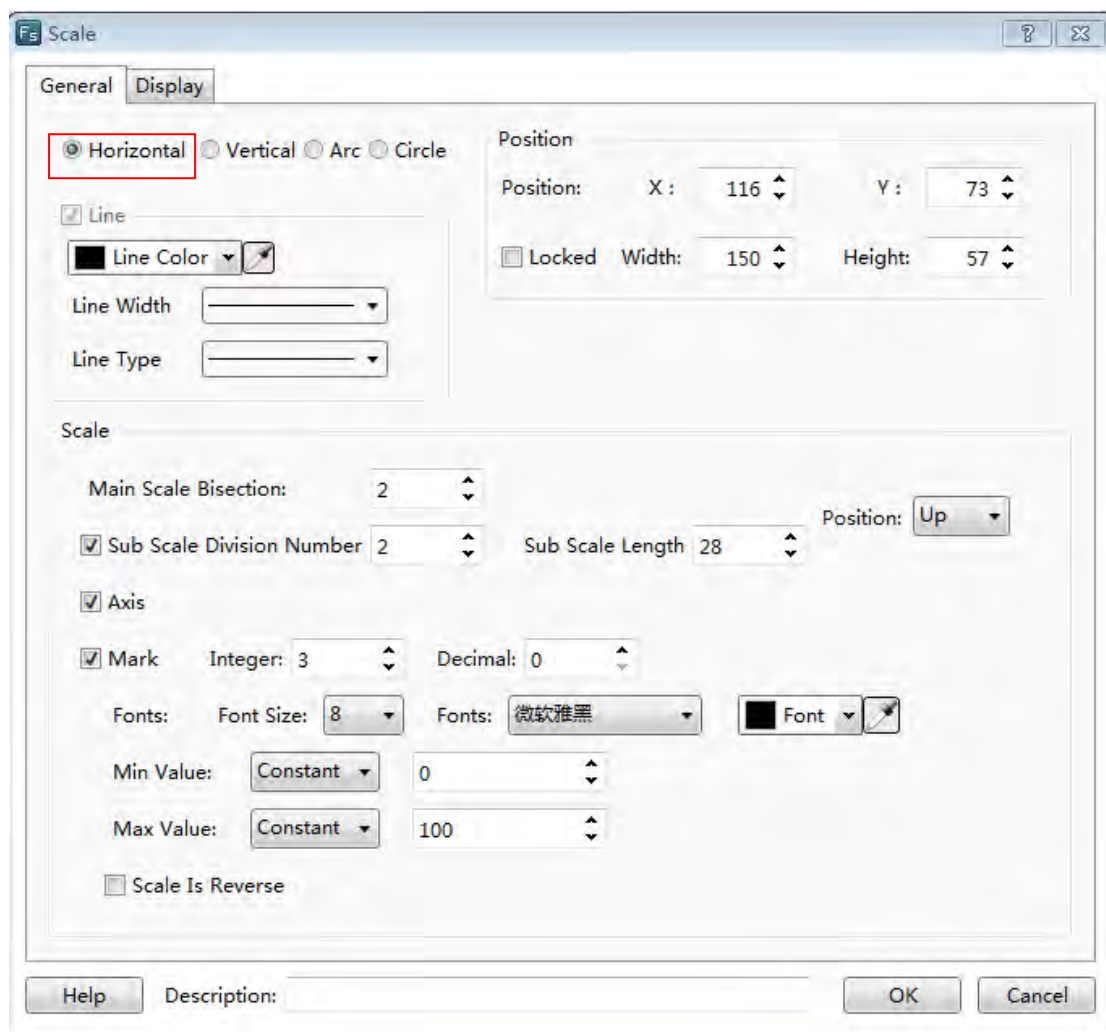 Fs Scale
General Display
Horizontal Vertical Arc Circle
Position
Position: X : 116 Y : 73
Line
Line Color
Locked Width: 150 Height: 57
Line Width
Line Type
Scale
Main Scale Bisection: 2
Position: Up
Sub Scale Division Number 2 Sub Scale Length 28
Axis
Mark Integer: 3 Decimal: 0
Fonts: Font Size: 8 Fonts: 微软雅黑 Font
Min Value: Constant 0
Max Value: Constant 100
Scale Is Reverse
Help Description: OK Cancel